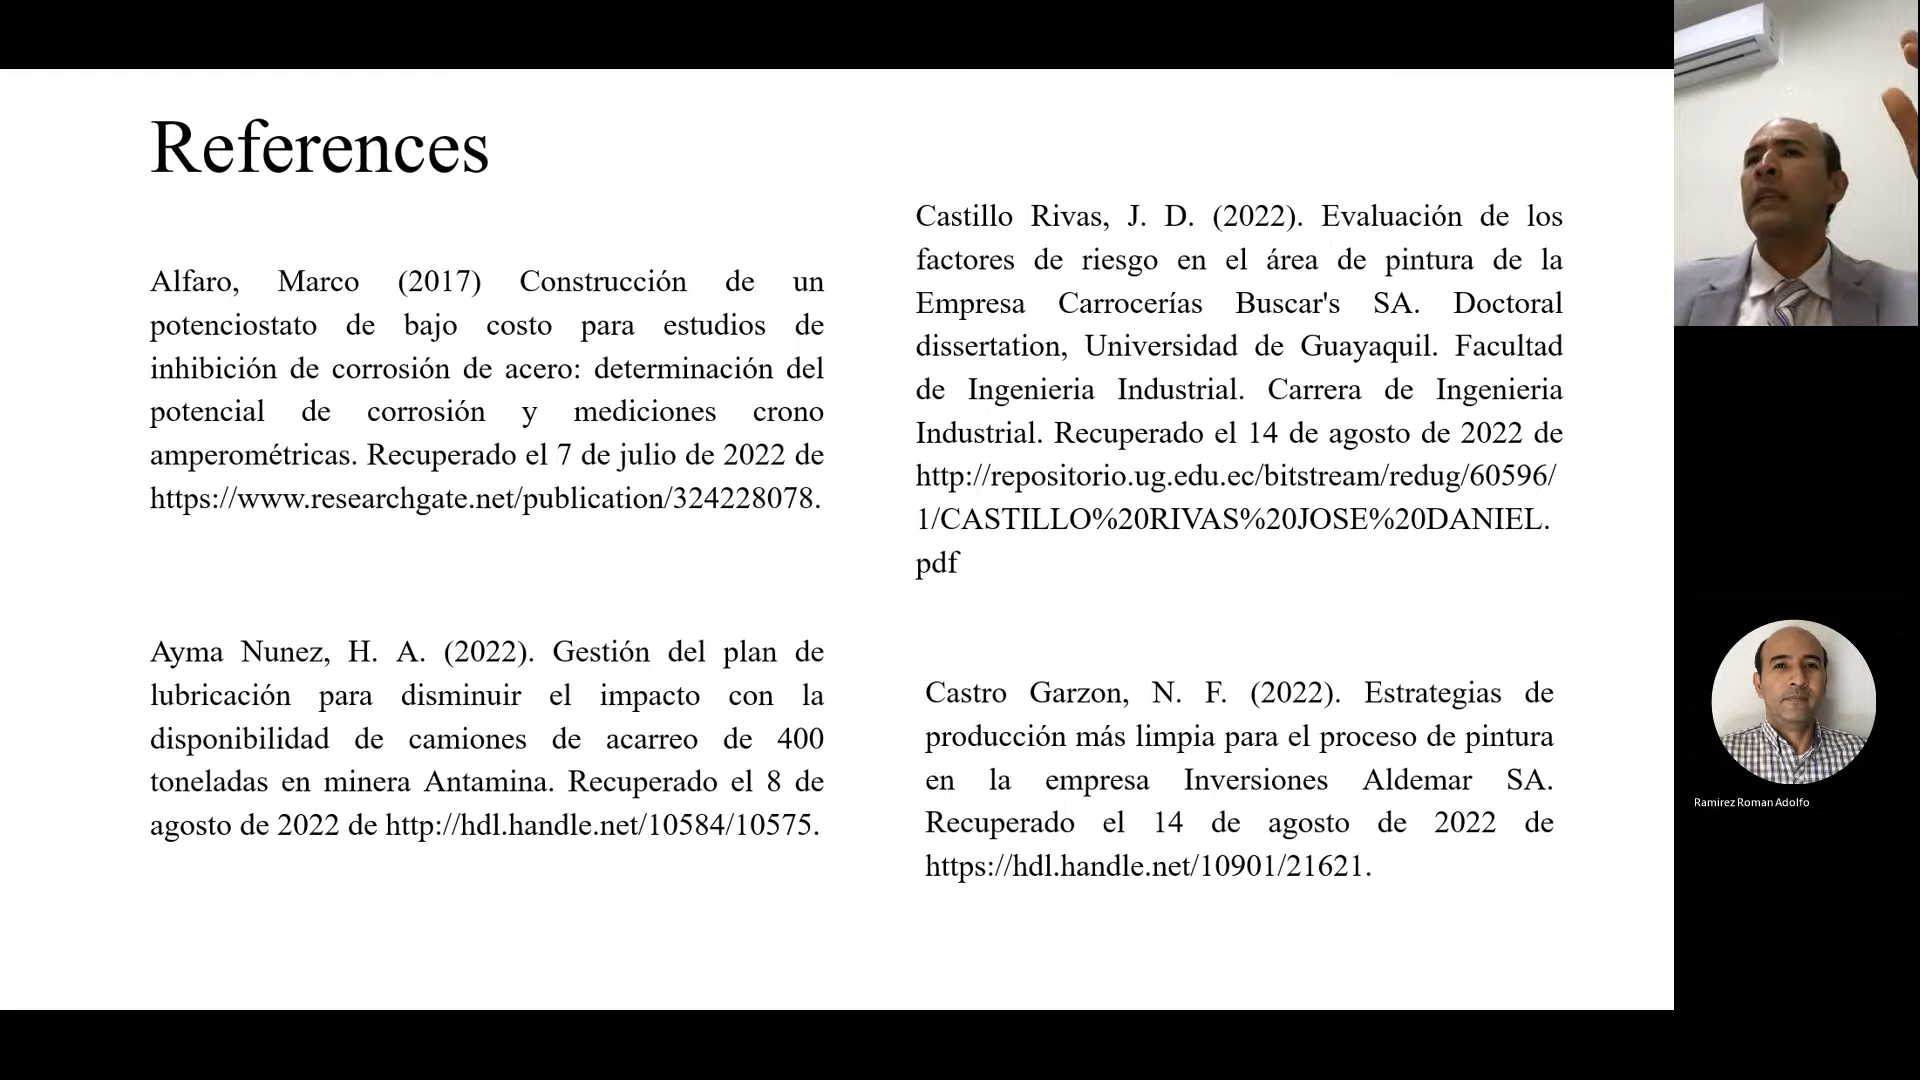 References
Alfaro, Marco (2017) Construcción de un
potenciostato de bajo costo para estudios de
inhibición de corrosión de acero: determinación del
potencial de corrosión y mediciones crono
amperométricas. Recuperado el 7 de julio de 2022 de
https://www.researchgate.net/publication/324228078.
Ayma Nunez, H. A. (2022). Gestión del plan de
lubricación para disminuir el impacto con la
disponibilidad de camiones de acarreo de 400
toneladas en minera Antamina. Recuperado el 8 de
agosto de 2022 de http://hdl.handle.net/10584/10575.
Castillo Rivas, J. D. (2022). Evaluación de los
factores de riesgo en el área de pintura de la
Empresa Carrocerías Buscar's SA. Doctoral
dissertation, Universidad de Guayaquil. Facultad
de Ingenieria Industrial. Carrera de Ingenieria
Industrial. Recuperado el 14 de agosto de 2022 de
http://repositorio.ug.edu.ec/bitstream/redug/60596/
1/CASTILLO%20RIVAS%20JOSE%20DANIEL.
pdf
Castro Garzon, N. F. (2022). Estrategias de
producción más limpia para el proceso de pintura
en la empresa Inversiones Aldemar SA.
Recuperado el 14 de agosto de 2022 de
https://hdl.handle.net/10901/21621.
Ramirez Roman Adolfo